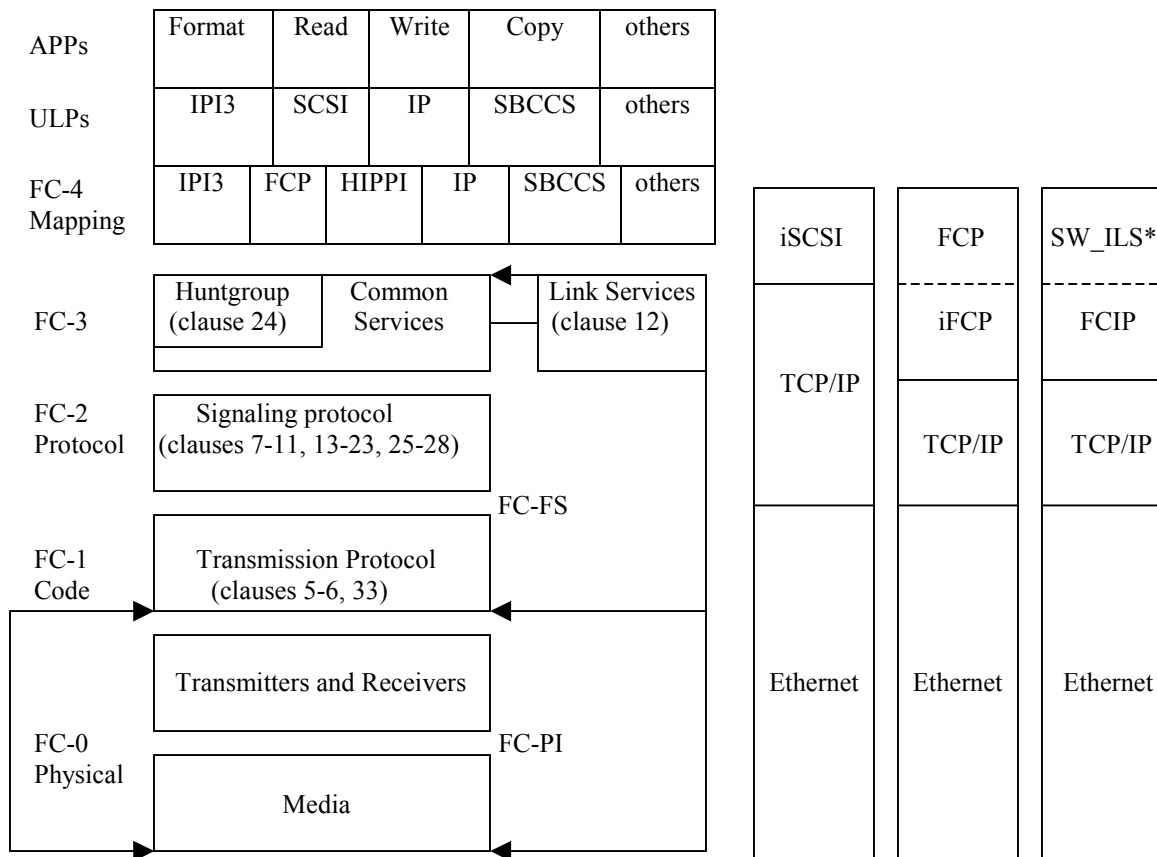 APPs
Format Read Write Copy others
ULPs
IPI3 SCSI IP SBCCS others
FC-4
Mapping
IPI3 FCP HIPPI IP SBCCS others
FC-3
Huntgroup
(clause 24)
Common
Services
Link Services
(clause 12)
FC-2
Protocol
Signaling protocol
(clauses 7-11, 13-23, 25-28)
FC-FS
FC-1
Code
Transmission Protocol
(clauses 5-6, 33)
Transmitters and Receivers
FC-0
Physical
FC-PI
Media
iSCSI
TCP/IP
Ethernet
FCP
iFCP
TCP/IP
Ethernet
SW_ILS*
FCIP
TCP/IP
Ethernet